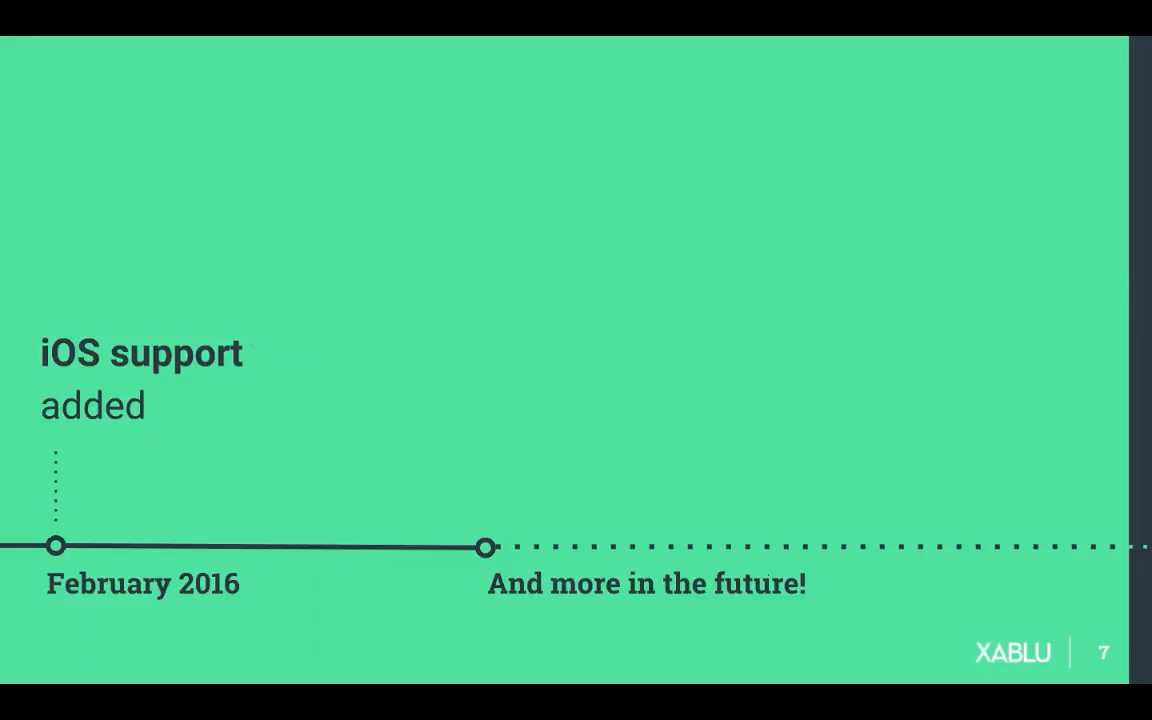 iOS support
added
February 2016
And more in the future!
XABLU
7